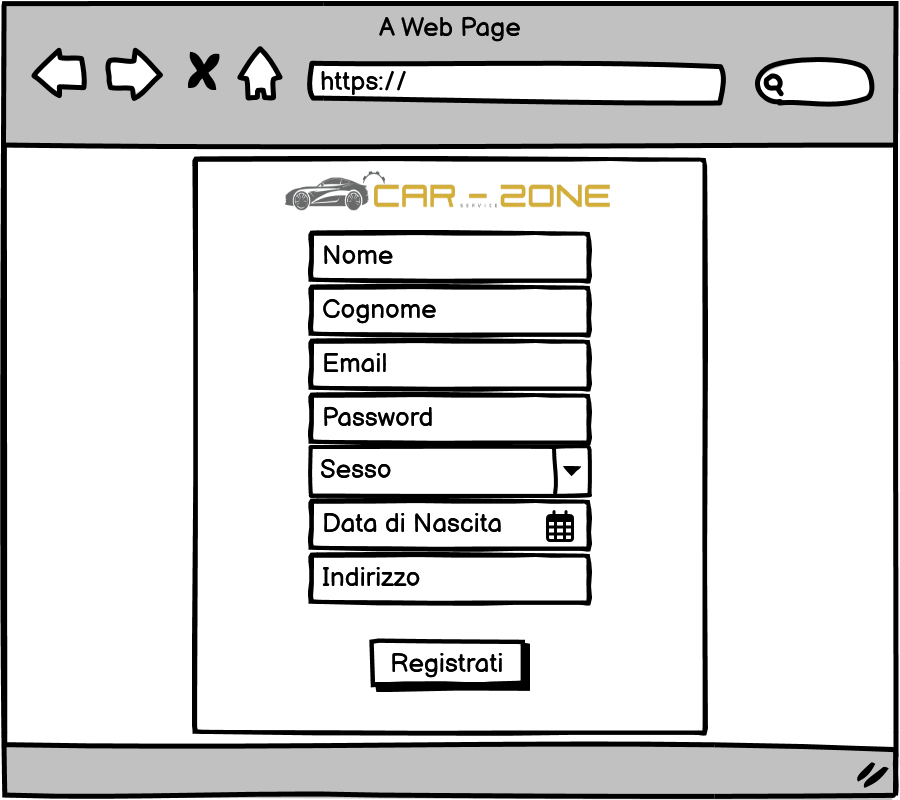 A Web Page
https://
CAR - ZONE
SERVICE
Nome
Cognome
Email
Password
Sesso
Data di Nascita
Indirizzo
Registrati